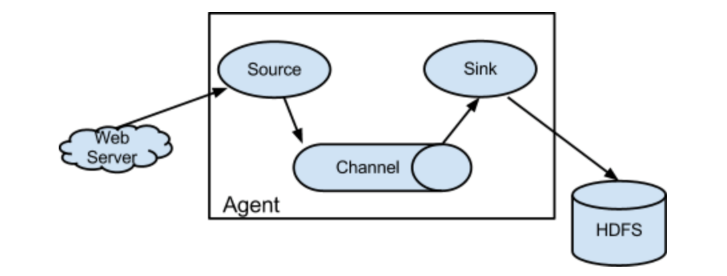 Source
Sink
Web
Server
Channel
Agent
HDFS